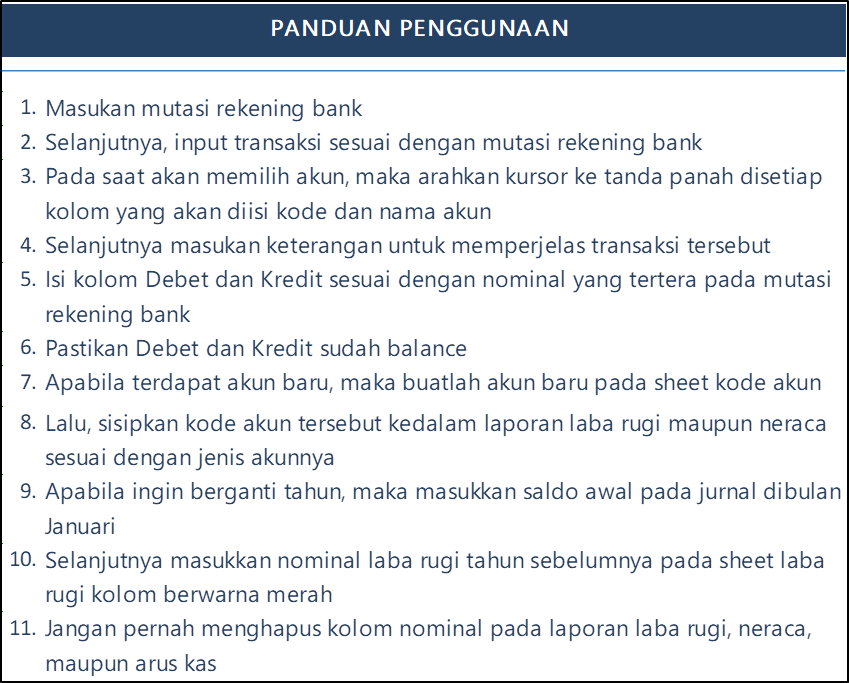 PANDUAN PENGGUNAAN
1. Masukan mutasi rekening bank
2. Selanjutnya, input transaksi sesuai dengan mutasi rekening bank
3. Pada saat akan memilih akun, maka arahkan kursor ke tanda panah disetiap
kolom yang akan diisi kode dan nama akun
4. Selanjutnya masukan keterangan untuk memperjelas transaksi tersebut
5. Isi kolom Debet dan Kredit sesuai dengan nominal yang tertera pada mutasi
rekening bank
6. Pastikan Debet dan Kredit sudah balance
7. Apabila terdapat akun baru, maka buatlah akun baru pada sheet kode akun
8. Lalu, sisipkan kode akun tersebut kedalam laporan laba rugi maupun neraca
sesuai dengan jenis akunnya
9. Apabila ingin berganti tahun, maka masukkan saldo awal pada jurnal dibulan
Januari
10. Selanjutnya masukkan nominal laba rugi tahun sebelumnya pada sheet laba
rugi kolom berwarna merah
11. Jangan pernah menghapus kolom nominal pada laporan laba rugi, neraca,
maupun arus kas